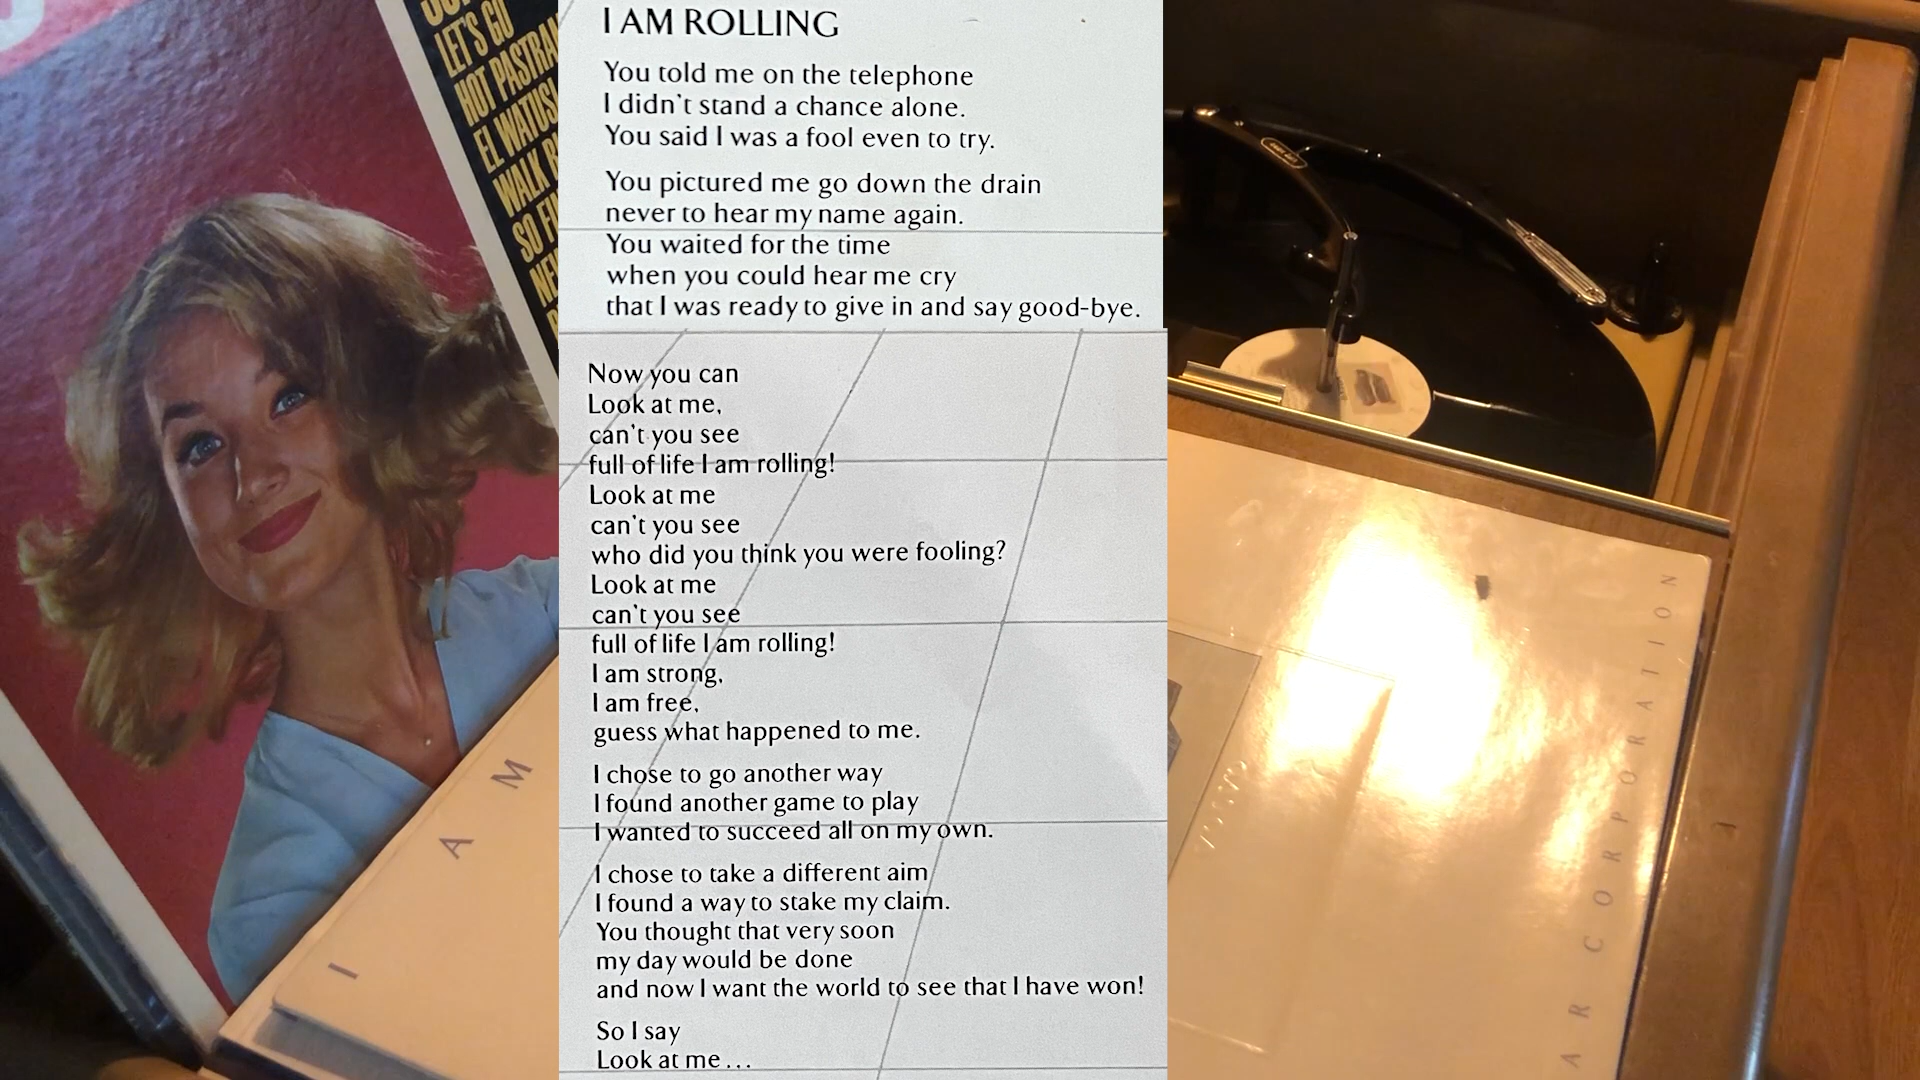 LET'S GO
HOT PASTRAM
EL WATUSI
WALK R
SO FIN
I AM
I AM ROLLING
You told me on the telephone
I didn't stand a chance alone.
You said I was a fool even to try.
You pictured me go down the drain
never to hear my name again.
You waited for the time
when you could hear me cry
that I was ready to give in and say good-bye.
Now you can
Look at me,
can't you see
full of life I am rolling!
Look at me
can't you see
who did you think you were fooling?
Look at me
can't you see
full of life I am rolling!
I am strong,
I am free,
guess what happened to me.
I chose to go another way
I found another game to play
I wanted to succeed all on my own.
I chose to take a different aim
I found a way to stake my claim.
You thought that very soon
my day would be done
and now I want the world to see that I have won!
So I say
Look at me...
AR CORPORATION